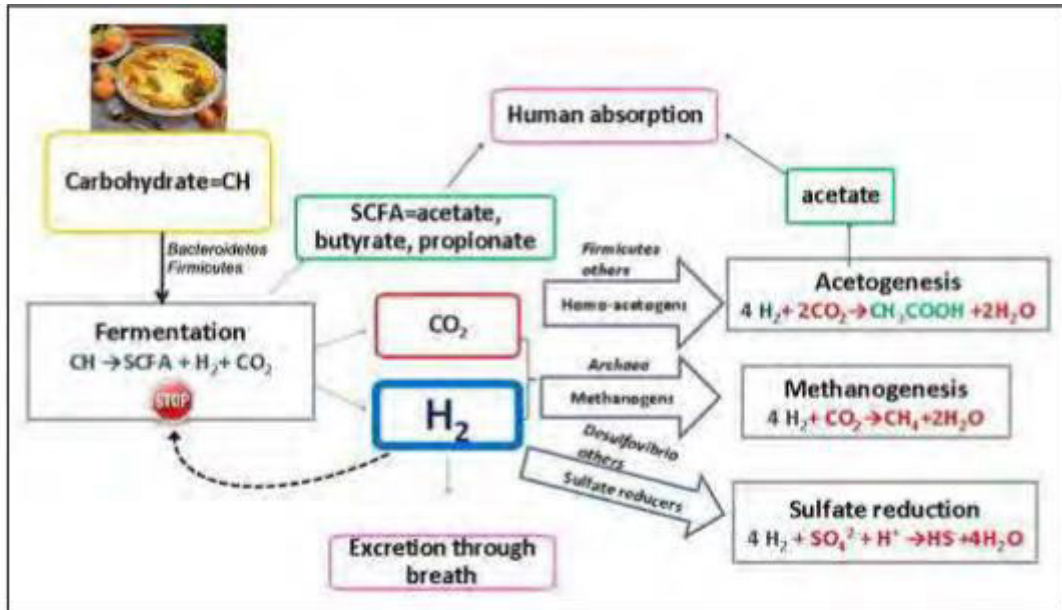 Human absorption
Carbohydrate=CH
acetate
SCFA=acetate,
butyrate, propionate
Bacteroidetes
Firmicutes
Firmicutes
others
Homo-acetogens
Acetogenesis
4 H₂+ 2CO₂→CH₃COOH +2H₂O
Fermentation
CH →SCFA + H₂+ CO₂
STOP
CO₂
H₂
Archaea
Methanogens
Methanogenesis
4 H₂+ CO₂→CH₄+2H₂O
Desulfovibrio
others
Sulfate reducers
Sulfate reduction
4 H₂ + SO₄² + H⁺ →HS +4H₂O
Excretion through
breath